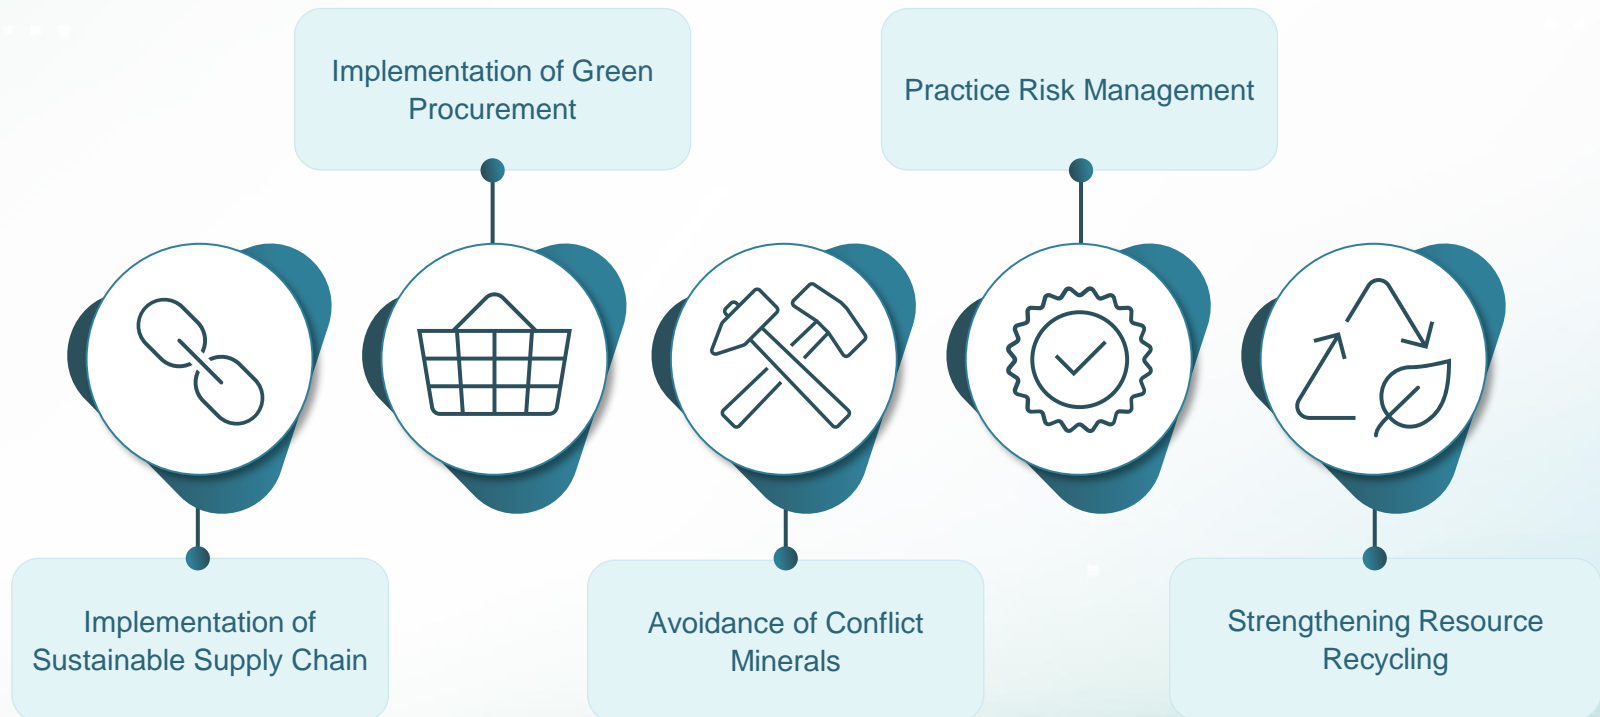 Implementation of Green
Procurement
Practice Risk Management
Implementation of
Sustainable Supply Chain
Avoidance of Conflict
Minerals
Strengthening Resource
Recycling